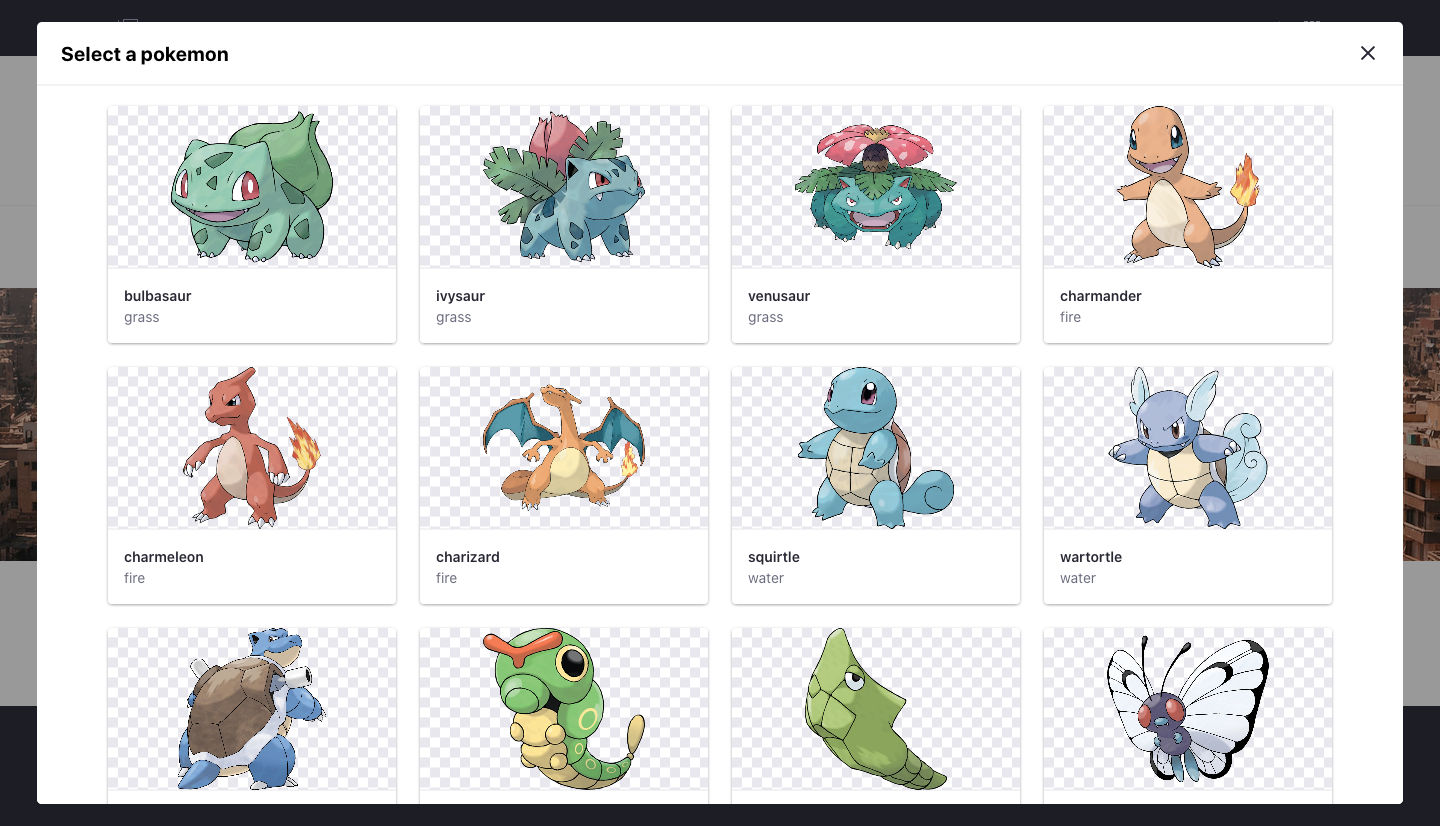 Select a pokemon
bulbasaur
grass
ivysaur
grass
venusaur
grass
charmander
fire
charmeleon
fire
charizard
fire
squirtle
water
wartortle
water